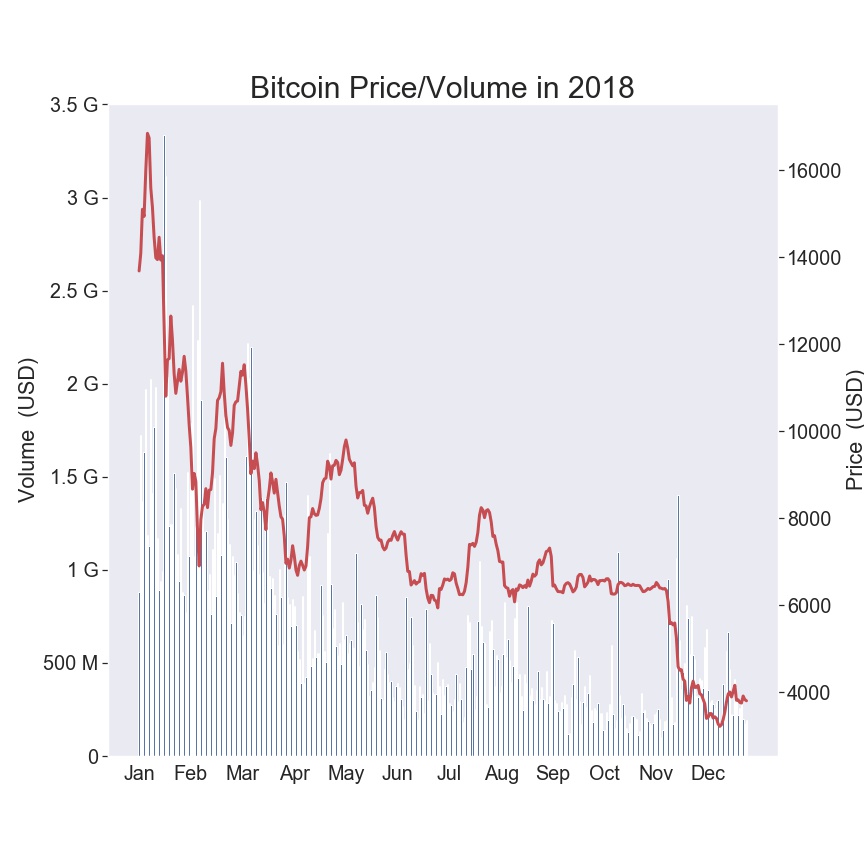 Bitcoin Price/Volume in 2018
3.5 G
3 G
2.5 G
2 G
1.5 G
1 G
500 M
0
Volume (USD)
16000
14000
12000
10000
8000
6000
4000
Price (USD)
Jan Feb Mar Apr May Jun Jul Aug Sep Oct Nov Dec